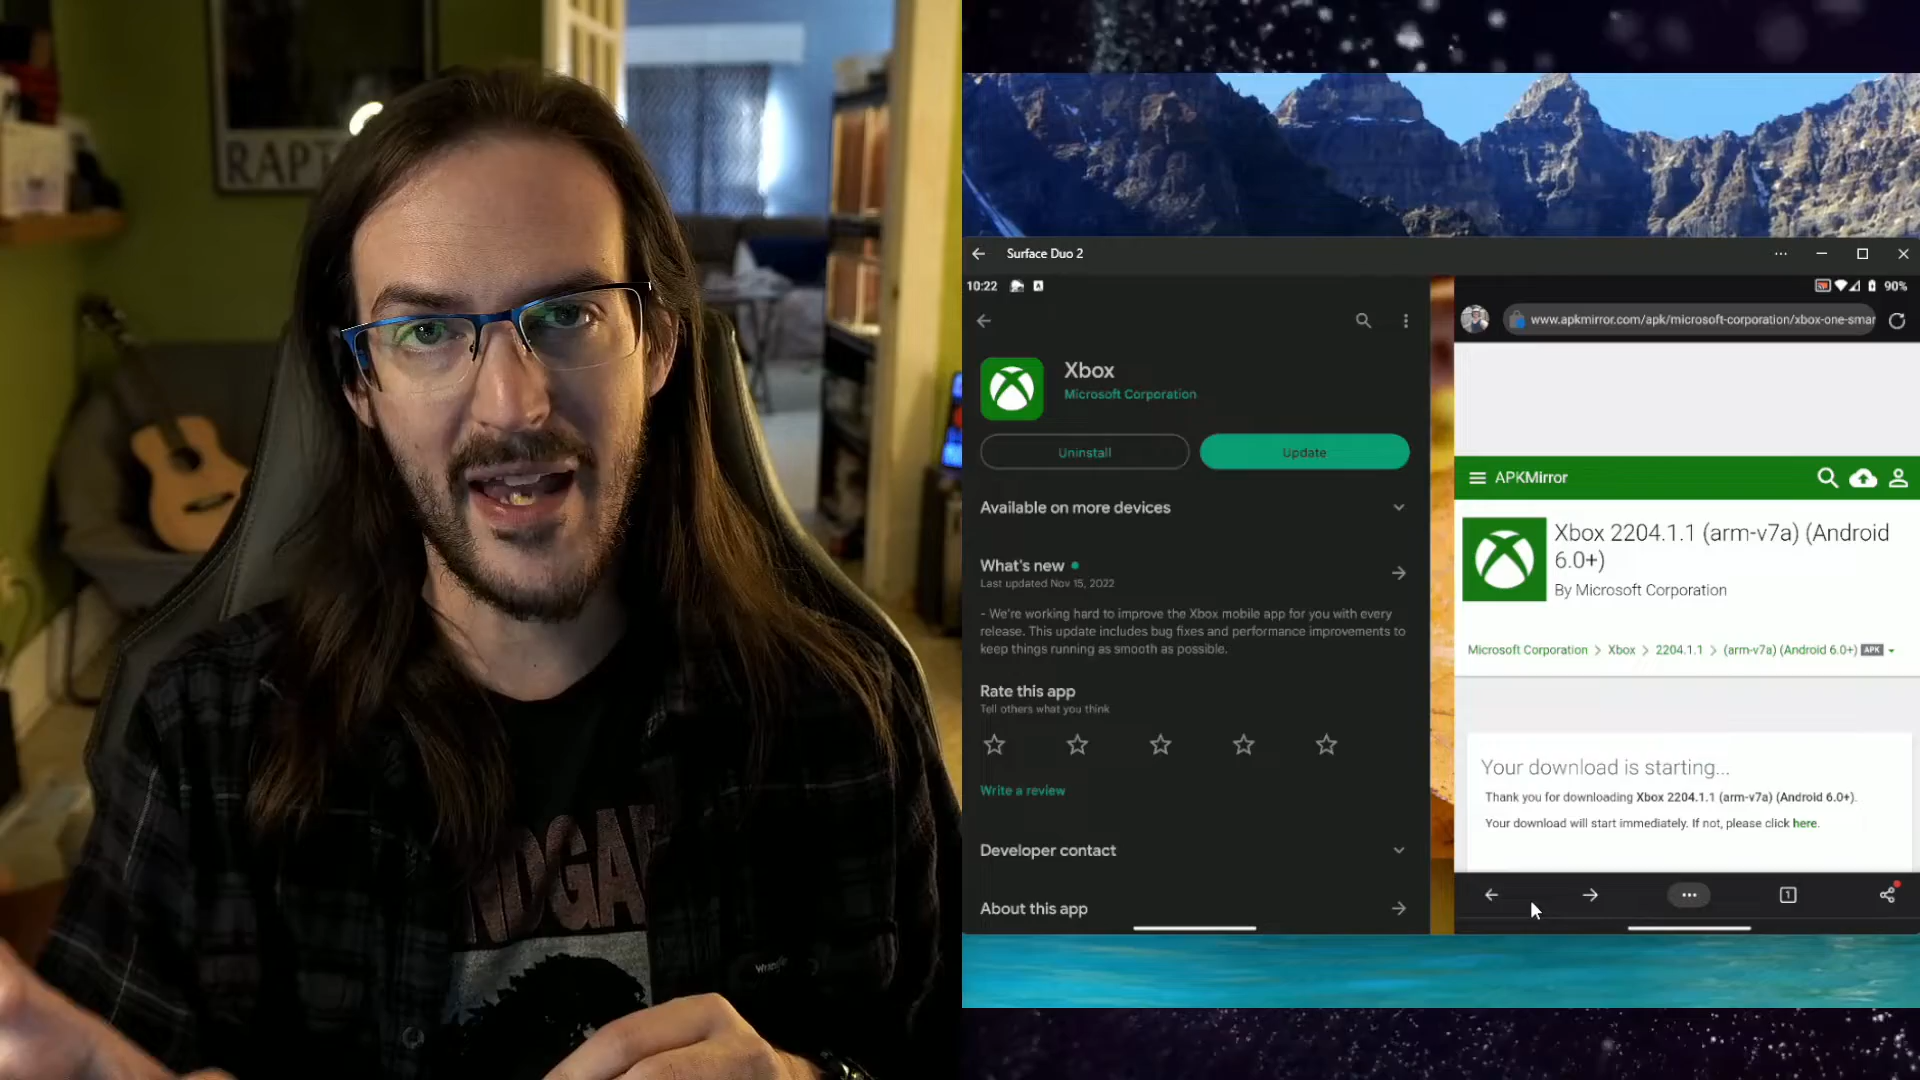 RAPT
Wrangler
Surface Duo 2
10:22
90%
www.apkmirror.com/apk/microsoft-corporation/xbox-one-smar
Xbox
Microsoft Corporation
Uninstall
Update
Available on more devices
What's new
Last updated Nov 15, 2022
- We're working hard to improve the Xbox mobile app for you with every
release. This update includes bug fixes and performance improvements to
keep things running as smooth as possible.
Rate this app
Tell others what you think
Write a review
Developer contact
About this app
APKMirror
Xbox 2204.1.1 (arm-v7a) (Android
6.0+)
By Microsoft Corporation
Microsoft Corporation > Xbox > 2204.1.1 > (arm-v7a) (Android 6.0+) APK
Your download is starting...
Thank you for downloading Xbox 2204.1.1 (arm-v7a) (Android 6.0+).
Your download will start immediately. If not, please click here.
1